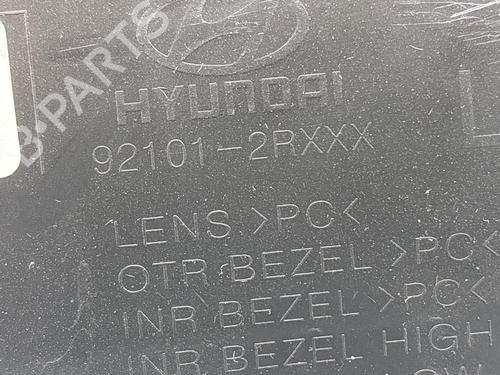 B-PARTS
HYUNDAI
92101-2RXXX
L
LENS >PC<
OTR BEZEL >PC<
INR BEZEL >PC<
INR BEZEL HIGH